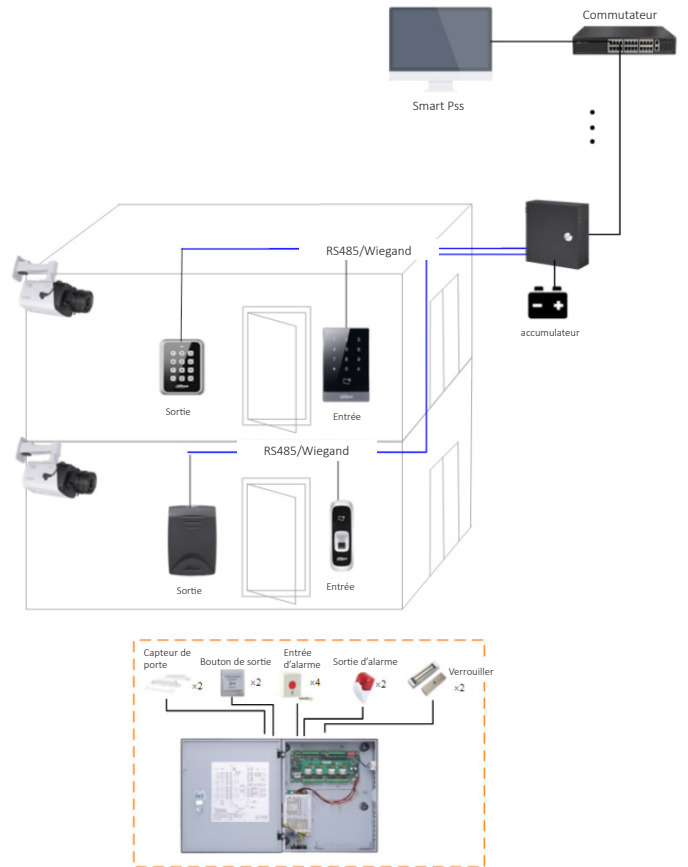 Commutateur
Smart Pss
RS485/Wiegand
accumulateur
Sortie
Entrée
RS485/Wiegand
Sortie
Entrée
Capteur de
porte
×2
Bouton de sortie
×2
Entrée
d'alarme
×4
Sortie d'alarme
×2
Verrouiller
×2